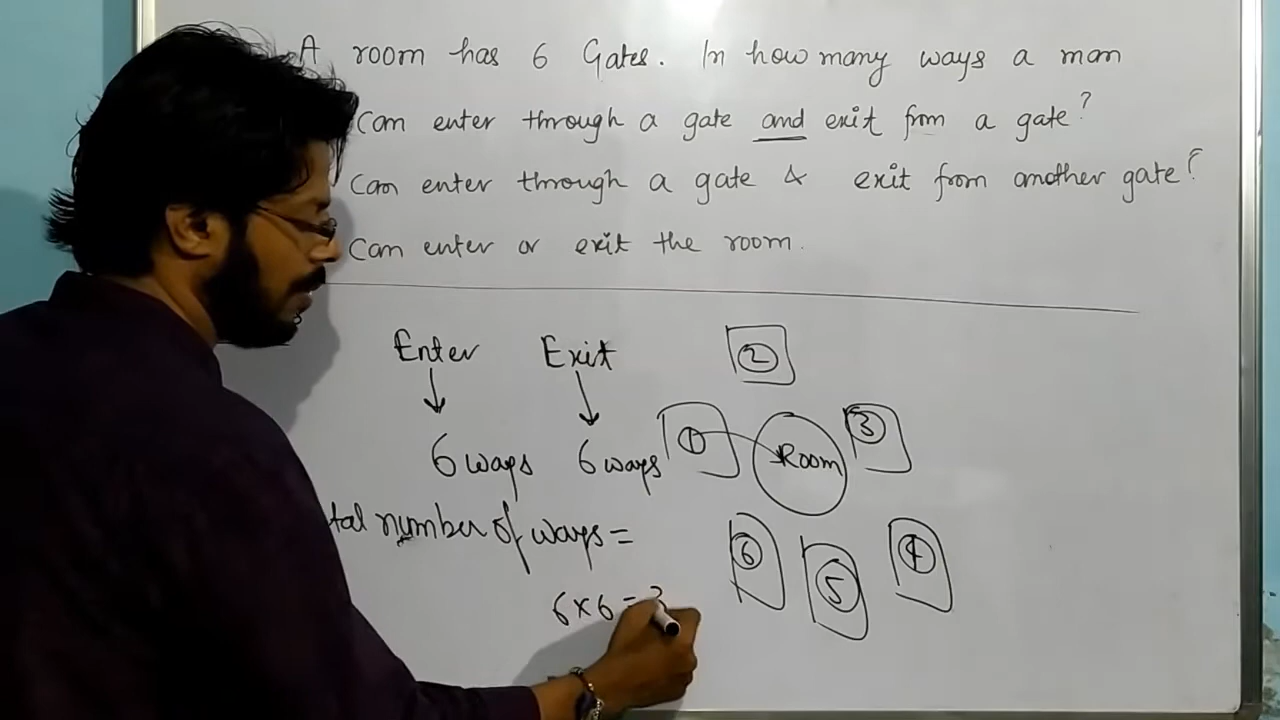 A room has 6 Gates. In how many ways a man
Can enter through a gate and exit from a gate?
Can enter through a gate & exit from another gate?
Can enter or exit the room.
Enter Exit
6 ways 6 ways
tal number of ways =
6 × 6 = 3
2
1
Room
3
6
5
4